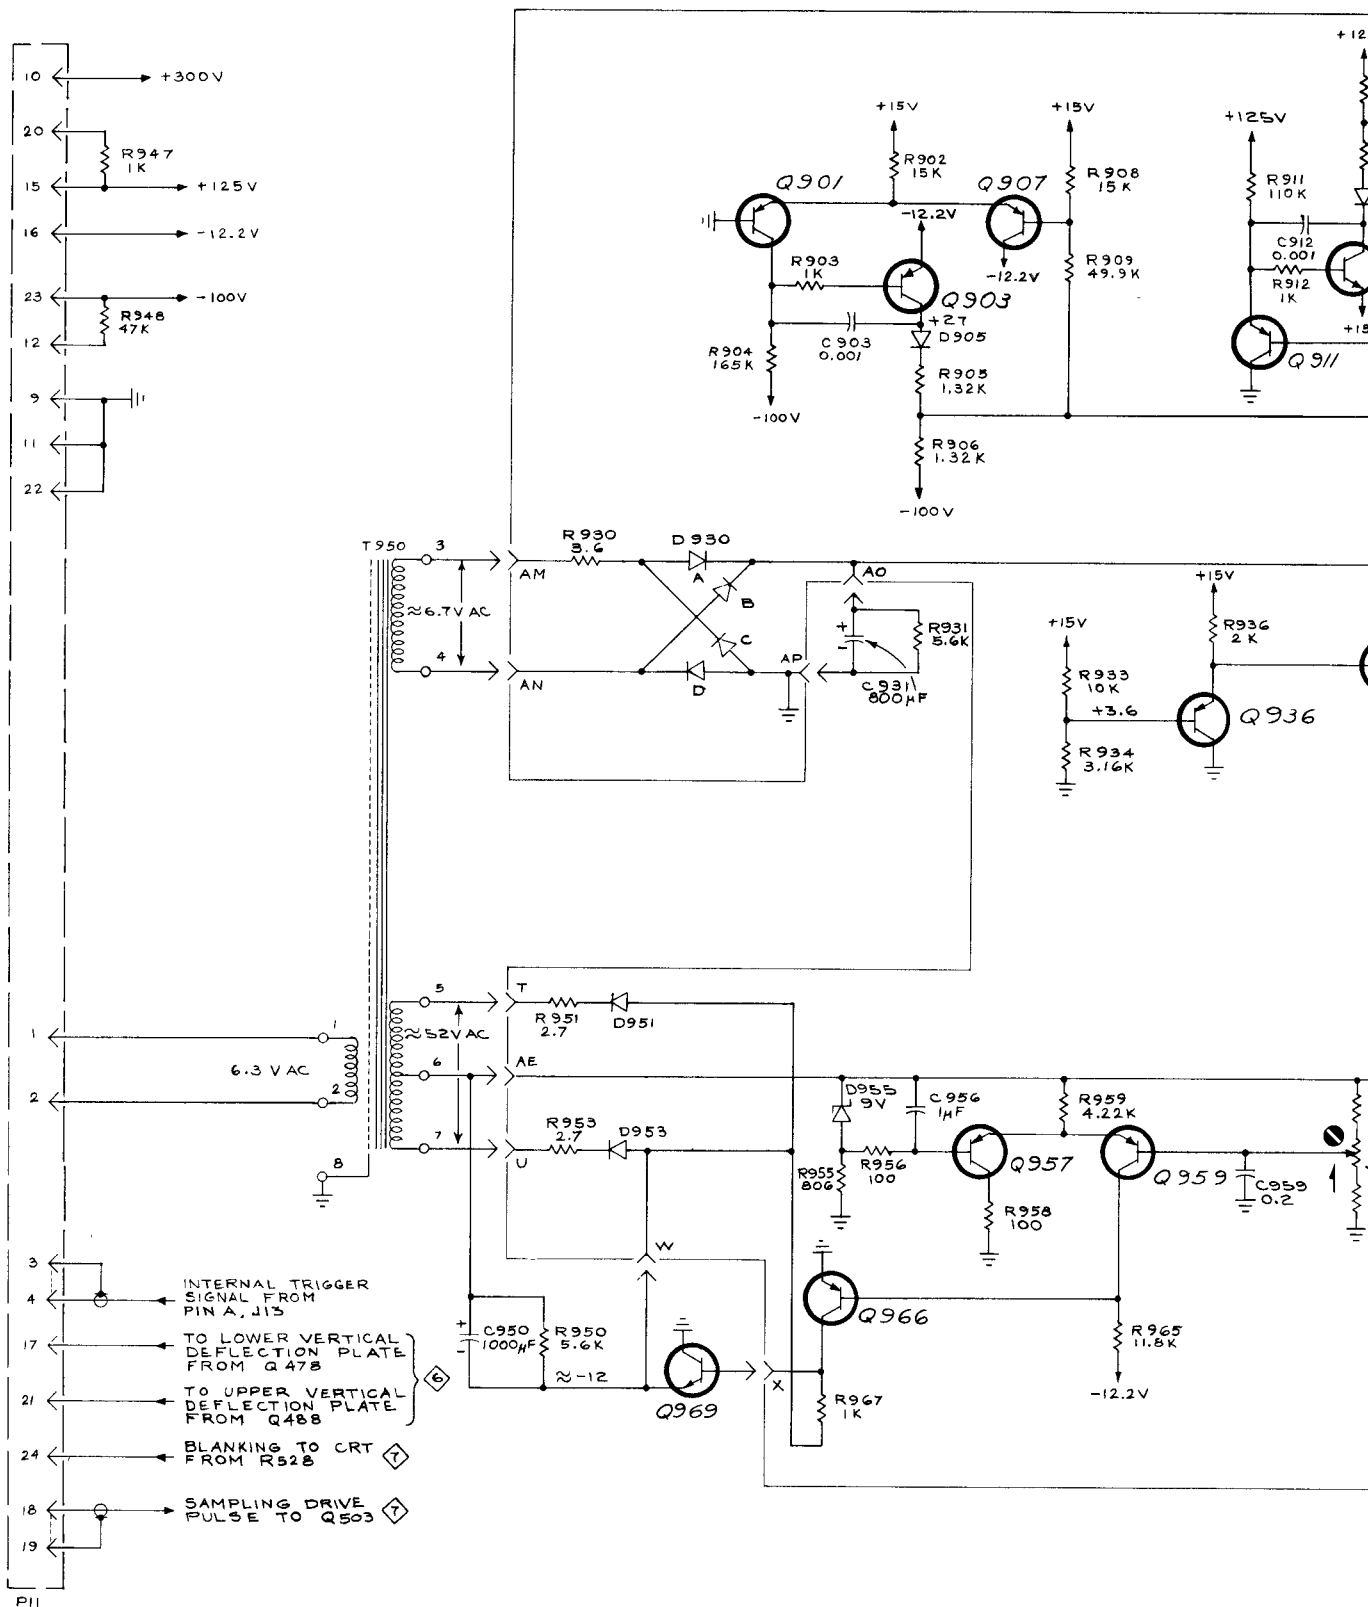 10
+300V
20
R947
1K
15
+125V
16
-12.2V
23
-100V
R948
47K
12
9
11
22
+12
+15V
+15V
+125V
R902
15K
Q901
Q907
R908
15K
R911
110K
-12.2V
C912
0.001
R903
1K
-12.2V
R909
49.9K
R912
1K
Q903
+27
D905
+15
R904
165K
C903
0.001
Q911
R905
1.32K
-100V
R906
1.32K
-100V
T950
3
R930
3.6
D930
AM
A
AO
B
≈6.7V AC
+
-
R931
5.6K
C
4
AN
D
AP
C931
800µF
+15V
+15V
R936
2K
R933
10K
+3.6
Q936
R934
3.16K
5
T
R951
2.7
D951
1
1
≈52V AC
6.3 V AC
6
AE
2
2
D955
9V
C956
1µF
R959
4.22K
7
R953
2.7
D953
U
8
R955
806
R956
100
Q957
Q959
C959
0.2
R958
100
W
3
4
INTERNAL TRIGGER
SIGNAL FROM
PIN A, J13
Q966
17
TO LOWER VERTICAL
DEFLECTION PLATE
FROM Q478
+
-
C950
1000µF
R950
5.6K
R965
11.8K
6
≈-12
X
-12.2V
21
TO UPPER VERTICAL
DEFLECTION PLATE
FROM Q488
Q969
R967
1K
24
BLANKING TO CRT
FROM R528
7
18
SAMPLING DRIVE
PULSE TO Q503
7
19
P11